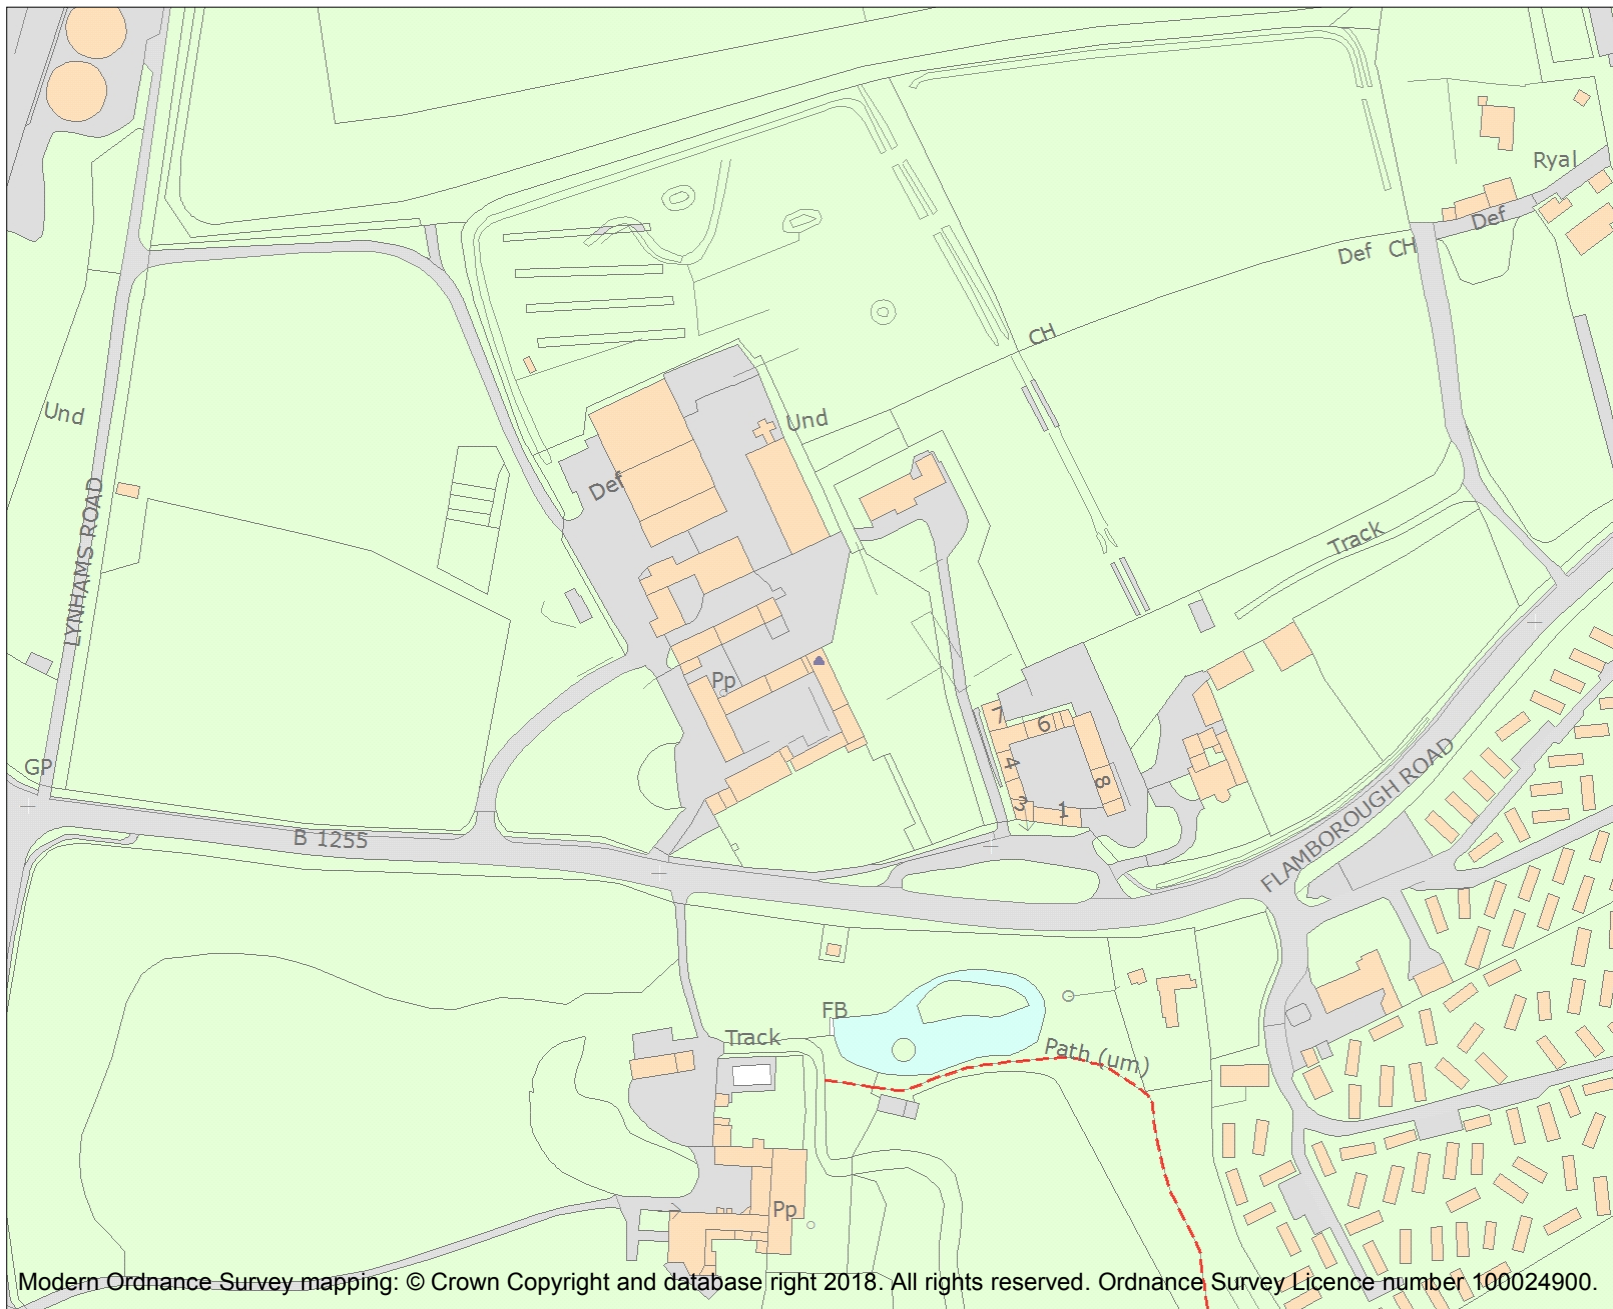 Ryal
Def
Def CH
CH
Und
Und
Def
LYNHAMS ROAD
Track
Pp
7
6
4
8
3
1
GP
B 1255
FLAMBOROUGH ROAD
FB
Track
Path (um)
Pp
Modern Ordnance Survey mapping: © Crown Copyright and database right 2018. All rights reserved. Ordnance Survey Licence number 100024900.